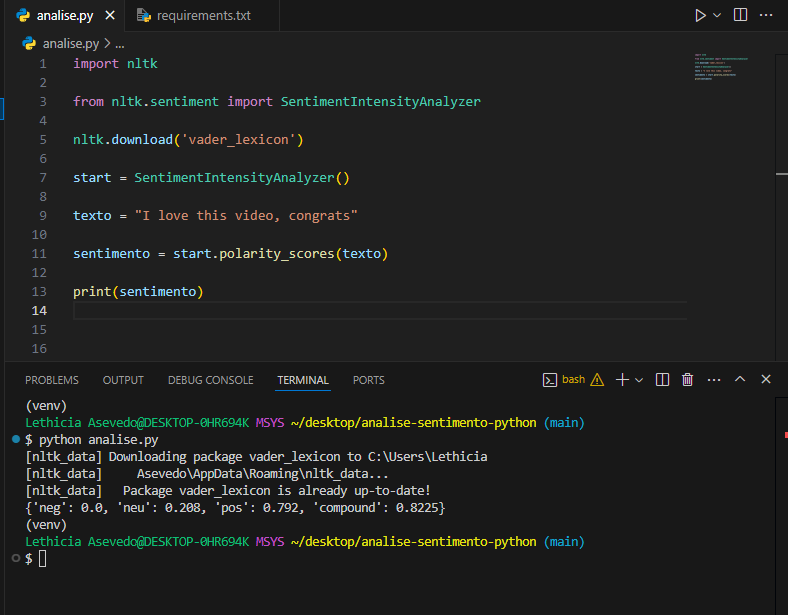 analise.py
requirements.txt
analise.py > ...
1 import nltk
2
3 from nltk.sentiment import SentimentIntensityAnalyzer
4
5 nltk.download('vader_lexicon')
6
7 start = SentimentIntensityAnalyzer()
8
9 texto = "I love this video, congrats"
10
11 sentimento = start.polarity_scores(texto)
12
13 print(sentimento)
14
15
16
PROBLEMS OUTPUT DEBUG CONSOLE TERMINAL PORTS bash
(venv)
Lethicia Asevedo@DESKTOP-0HR694K MSYS ~/desktop/analise-sentimento-python (main)
$ python analise.py
[nltk_data] Downloading package vader_lexicon to C:\Users\Lethicia
[nltk_data]     Asevedo\AppData\Roaming\nltk_data...
[nltk_data]   Package vader_lexicon is already up-to-date!
{'neg': 0.0, 'neu': 0.208, 'pos': 0.792, 'compound': 0.8225}
(venv)
Lethicia Asevedo@DESKTOP-0HR694K MSYS ~/desktop/analise-sentimento-python (main)
$